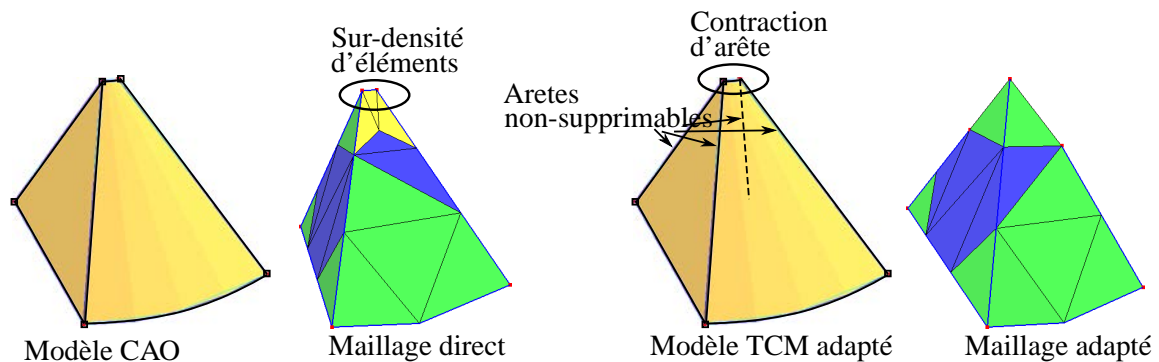 Sur-densité
d'éléments
Contraction
d'arête
Aretes
non-supprimables
Modèle CAO
Maillage direct
Modèle TCM adapté
Maillage adapté